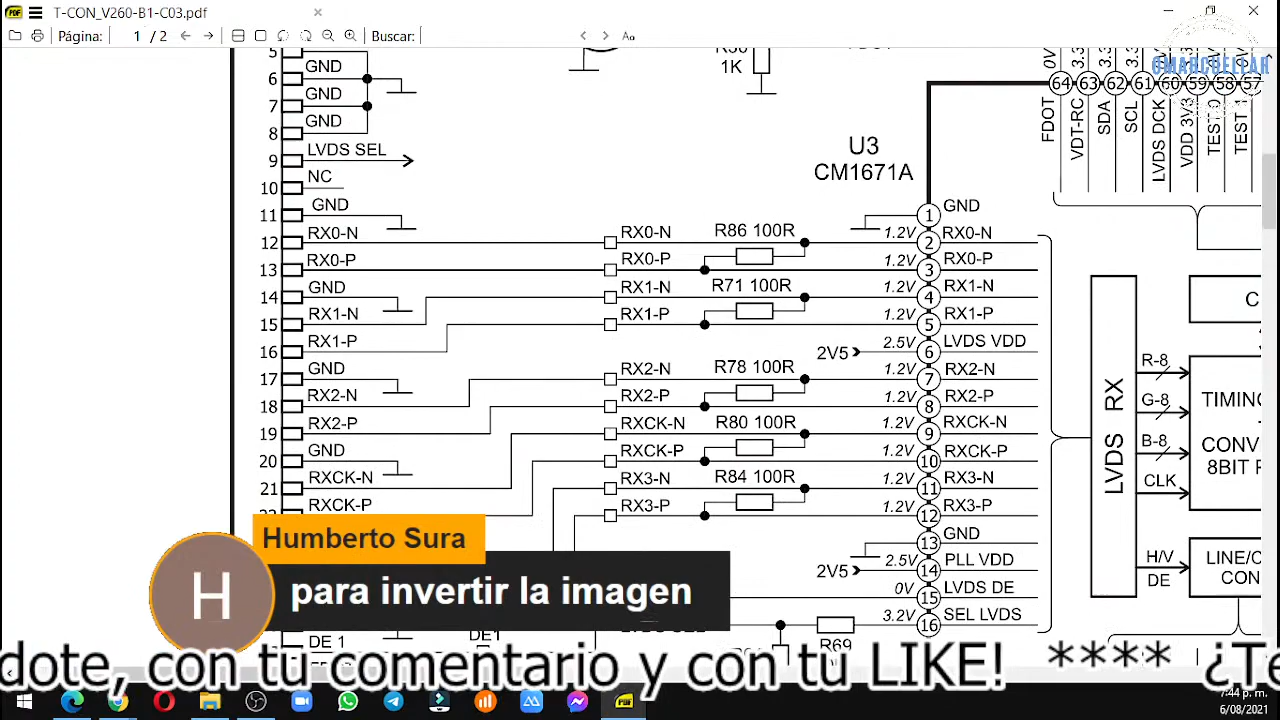 T-CON_V260-B1-C03.pdf
Página: 1 / 2 Buscar: Aₐ
OMARCUELLAR
5
GND
6
GND
7
GND
8
LVDS SEL
9
NC
10
GND
11
RX0-N
12
RX0-P
13
GND
14
RX1-N
15
RX1-P
16
GND
17
RX2-N
18
RX2-P
19
GND
20
RXCK-N
21
RXCK-P
1K
U3
CM1671A
RX0-N R86 100R
RX0-P
RX1-N R71 100R
RX1-P
RX2-N R78 100R
RX2-P
RXCK-N R80 100R
RXCK-P
RX3-N R84 100R
RX3-P
1 GND
1.2V 2 RX0-N
1.2V 3 RX0-P
1.2V 4 RX1-N
1.2V 5 RX1-P
2V5 2.5V 6 LVDS VDD
1.2V 7 RX2-N
1.2V 8 RX2-P
1.2V 9 RXCK-N
1.2V 10 RXCK-P
1.2V 11 RX3-N
1.2V 12 RX3-P
13 GND
2V5 2.5V 14 PLL VDD
0V 15 LVDS DE
3.2V 16 SEL LVDS
R69
DE 1
DE1
0V
64 63 62 61 60 59 58 57
FDOT
VDT-RC
SDA
SCL
LVDS DCK
VDD 3V3
TEST 0
TEST 1
LVDS RX
R-8
G-8
B-8
CLK
H/V
DE
C
TIMING
CONV
8BIT
LINE/
CON
Humberto Sura
H
para invertir la imagen
dote, con tu comentario y con tu LIKE! **** ¿Te
7:44 p. m.
6/08/2021